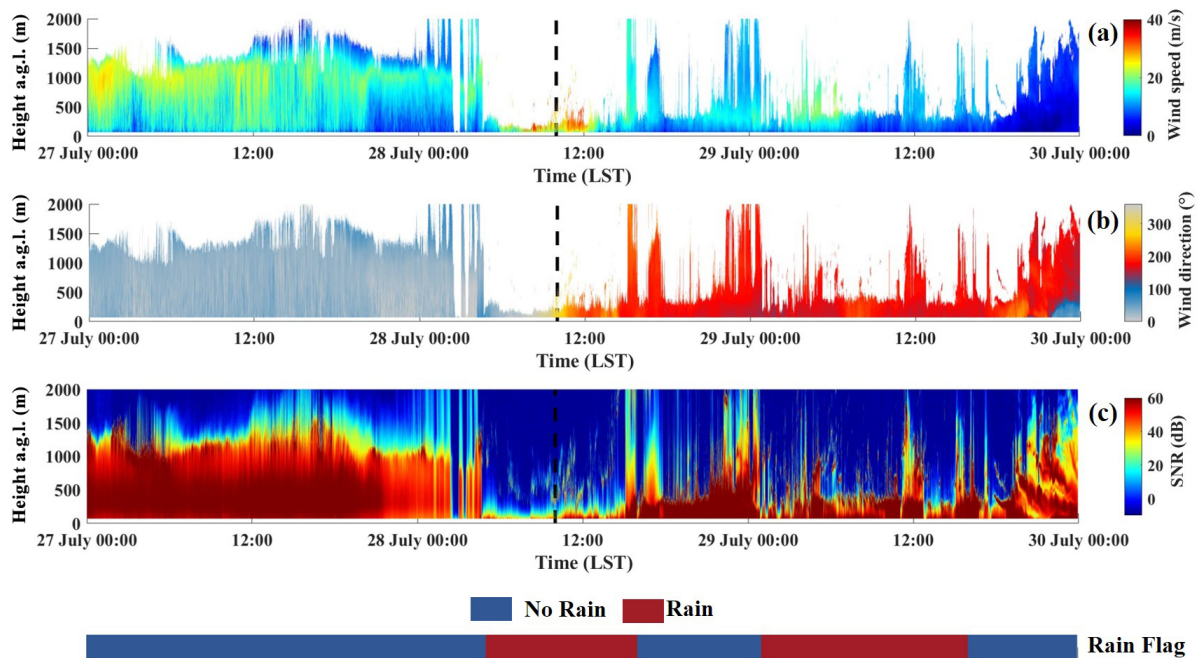 Height a.g.l. (m)
2000
1500
1000
500
0
27 July 00:00 12:00 28 July 00:00 12:00 29 July 00:00 12:00 30 July 00:00
Time (LST)
(a)
40
20
0
Wind speed (m/s)
Height a.g.l. (m)
2000
1500
1000
500
0
27 July 00:00 12:00 28 July 00:00 12:00 29 July 00:00 12:00 30 July 00:00
Time (LST)
(b)
300
200
100
0
Wind direction (°)
Height a.g.l. (m)
2000
1500
1000
500
0
27 July 00:00 12:00 28 July 00:00 12:00 29 July 00:00 12:00 30 July 00:00
Time (LST)
(c)
60
40
20
0
SNR (dB)
No Rain Rain
Rain Flag